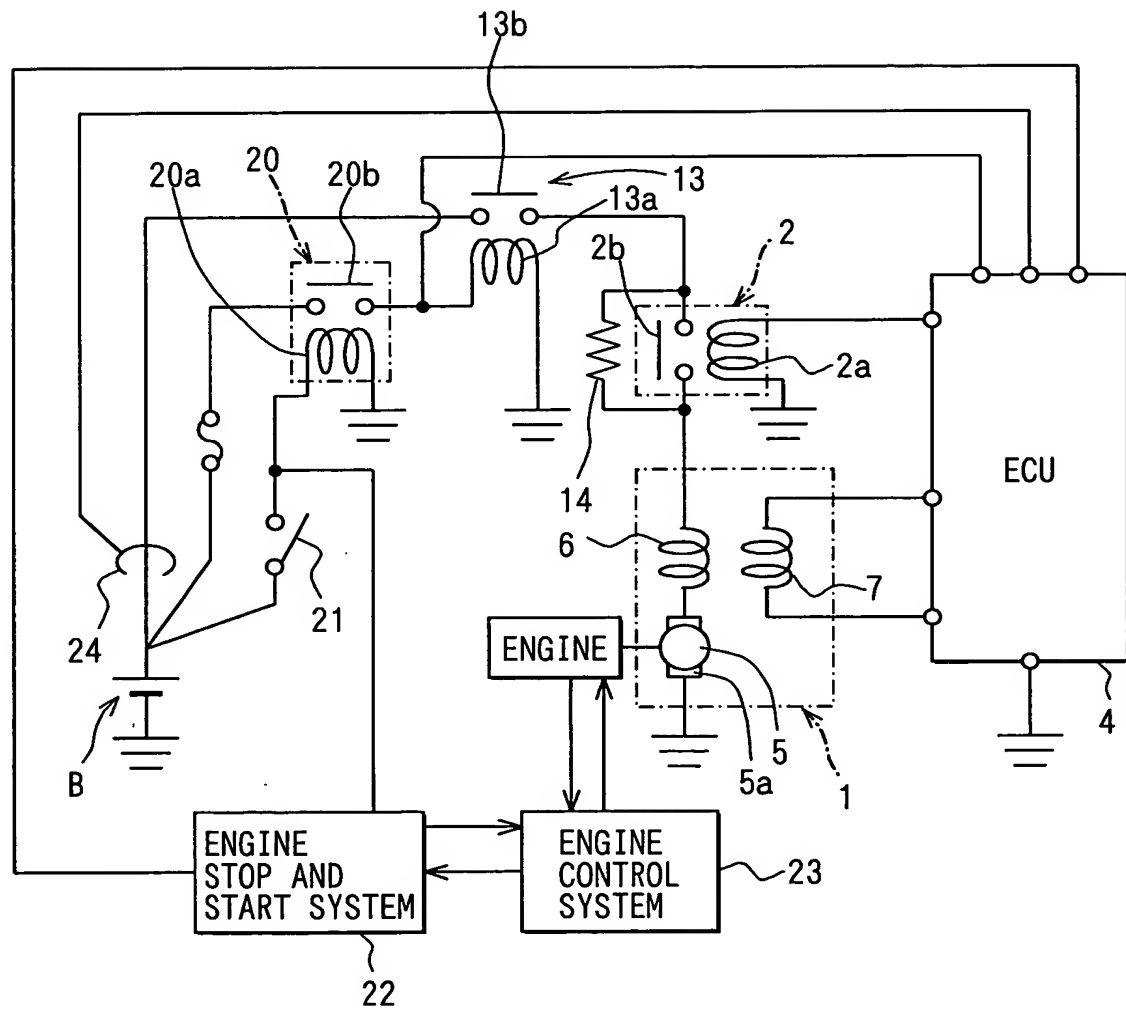 13b
20
20a
20b
13
13a
2b
2
2a
14
ECU
6
7
21
24
ENGINE
B
5
5a
1
4
ENGINE
STOP AND
START SYSTEM
ENGINE
CONTROL
SYSTEM
23
22